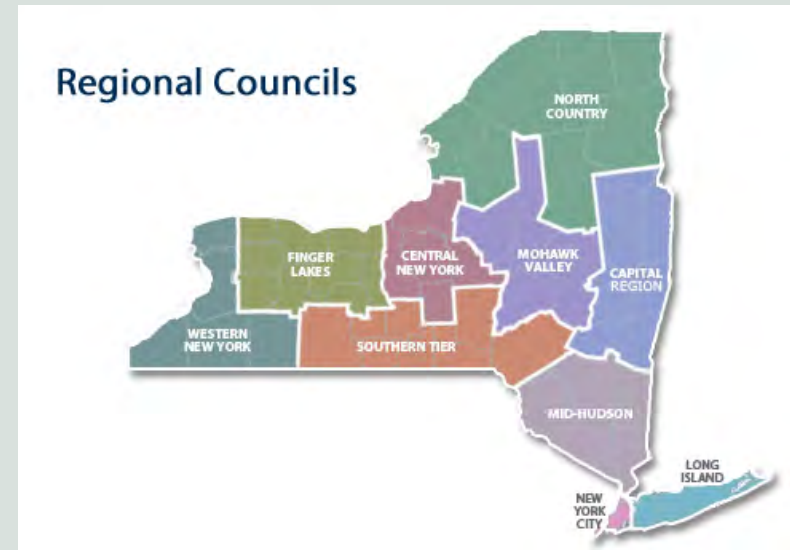 Regional Councils
NORTH
COUNTRY
FINGER
LAKES
CENTRAL
NEW YORK
MOHAWK
VALLEY
CAPITAL
REGION
WESTERN
NEW YORK
SOUTHERN TIER
MID-HUDSON
LONG
ISLAND
NEW
YORK
CITY